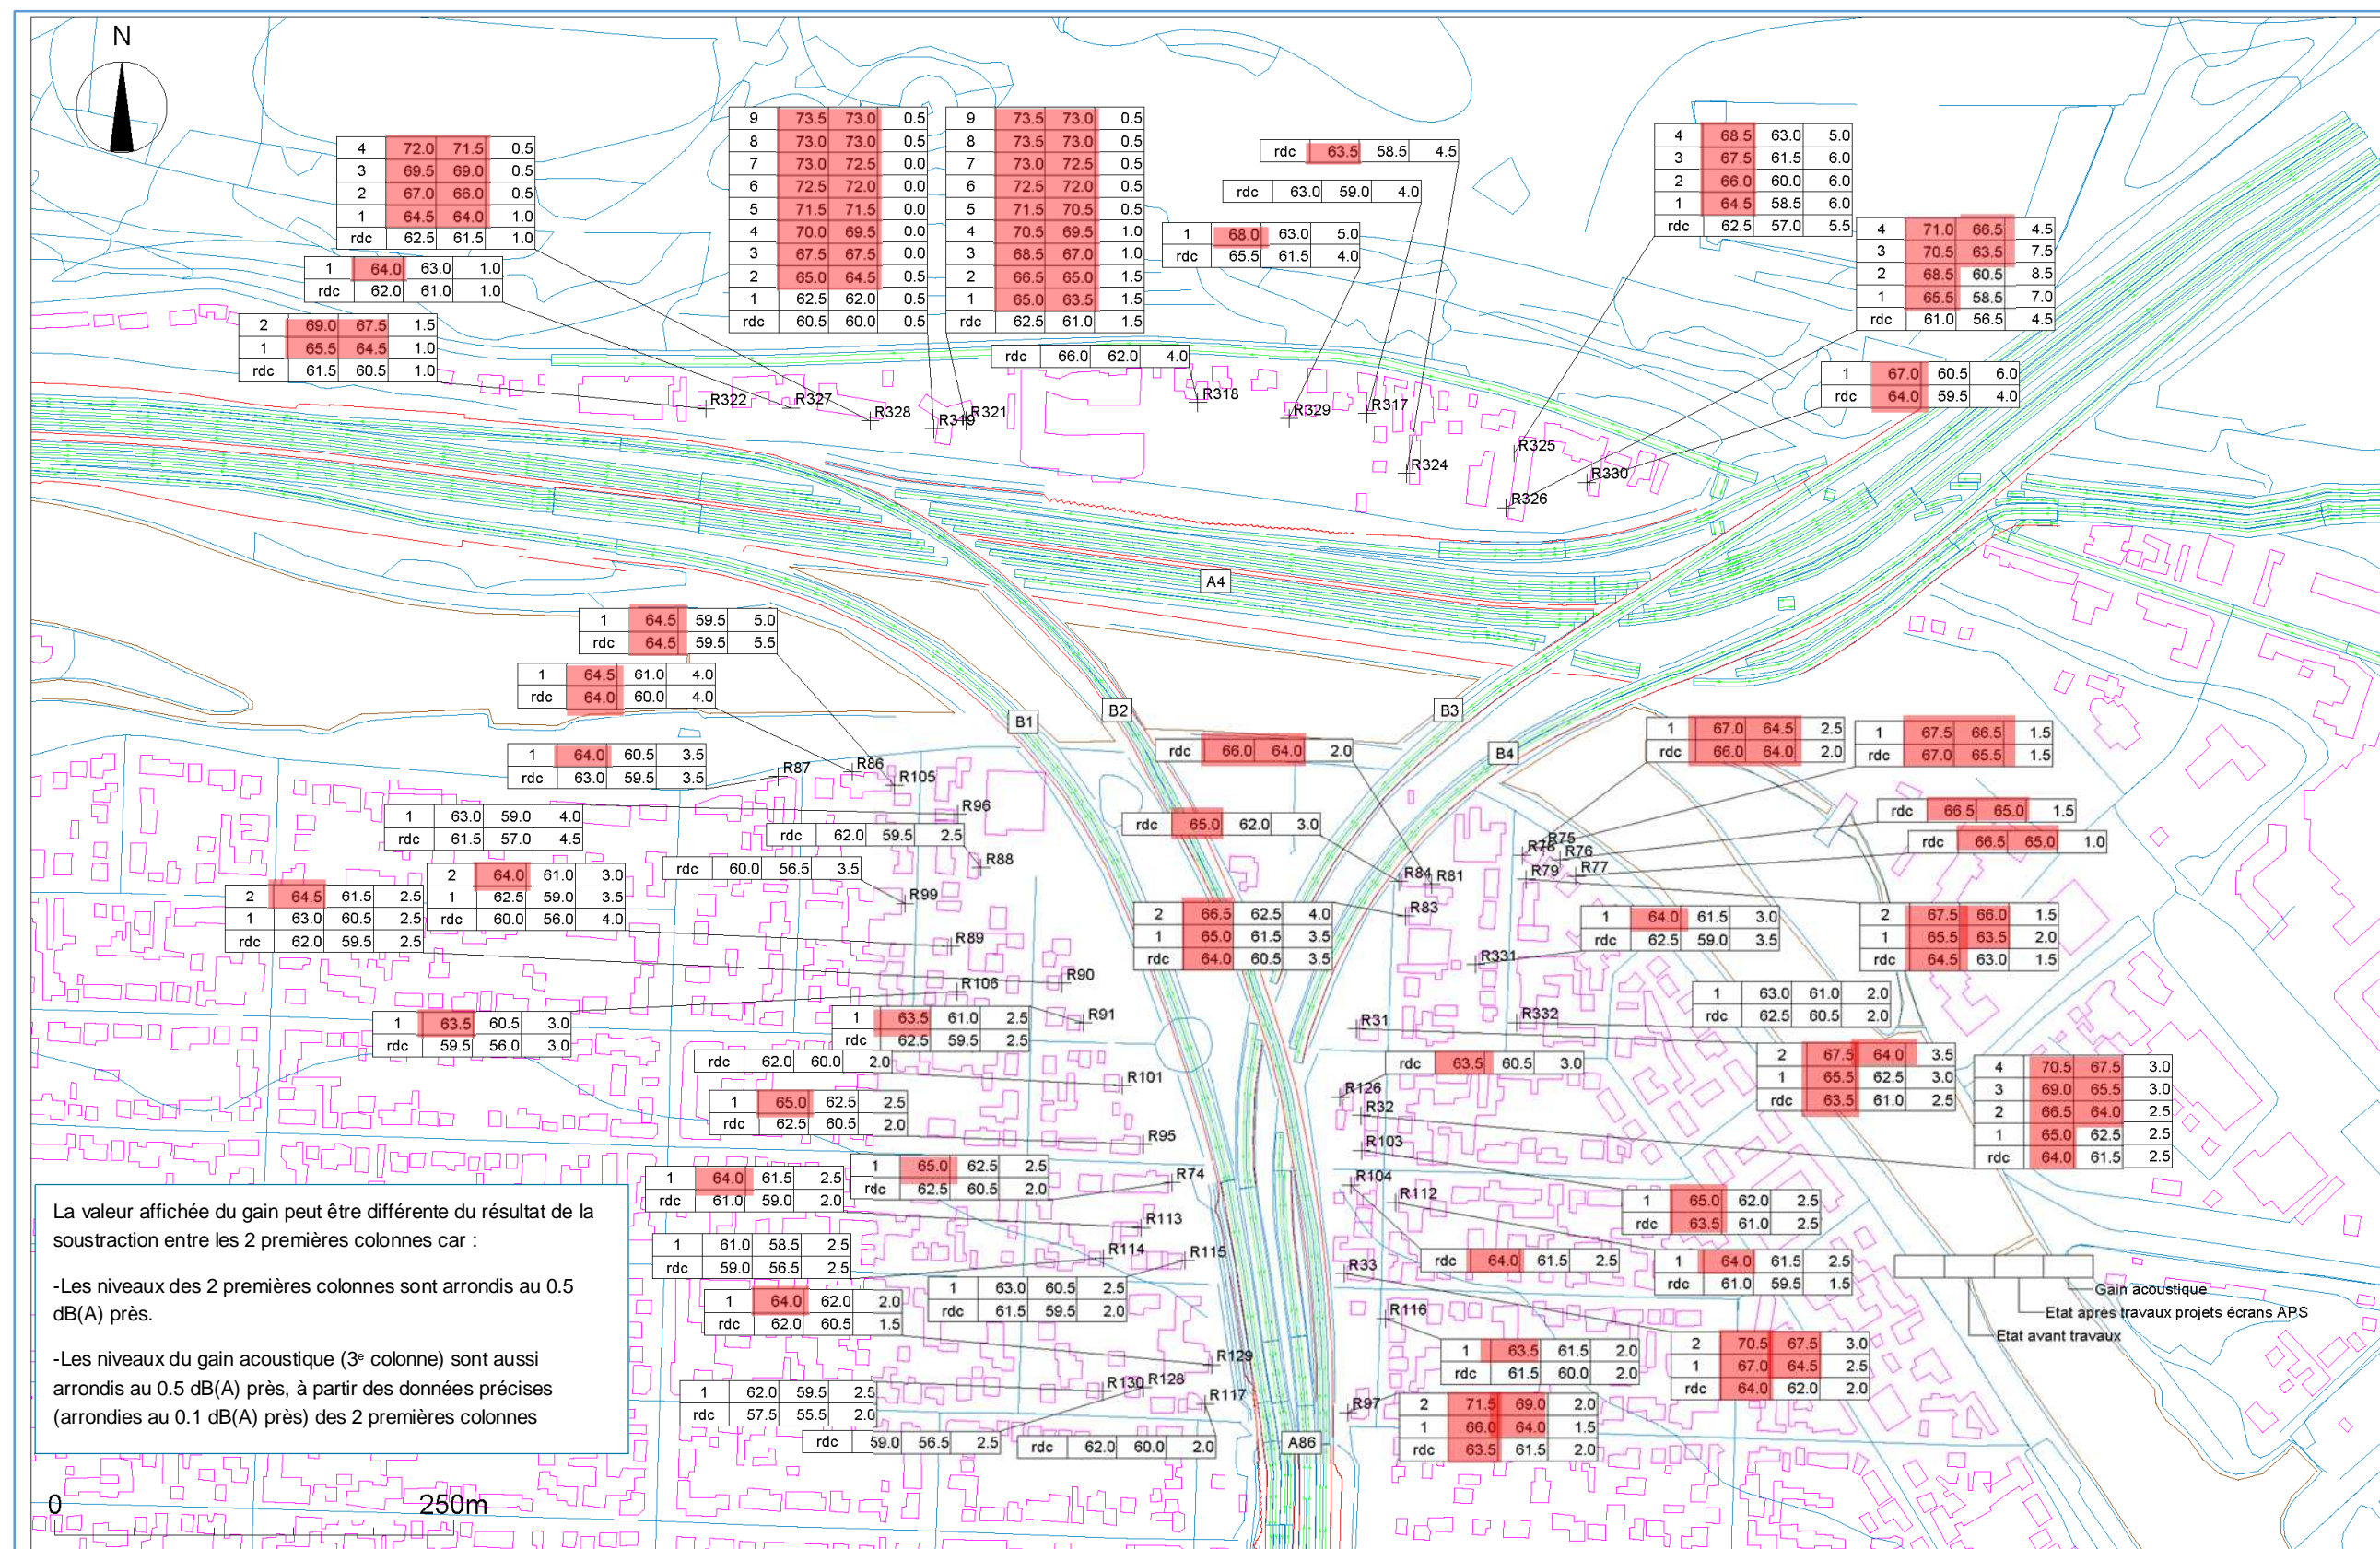 N
4 72.0 71.5 0.5
3 69.5 69.0 0.5
2 67.0 66.0 0.5
1 64.5 64.0 1.0
rdc 62.5 61.5 1.0
1 64.0 63.0 1.0
rdc 62.0 61.0 1.0
2 69.0 67.5 1.5
1 65.5 64.5 1.0
rdc 61.5 60.5 1.0
9 73.5 73.0 0.5
8 73.0 73.0 0.5
7 73.0 72.5 0.0
6 72.5 72.0 0.0
5 71.5 71.5 0.0
4 70.0 69.5 0.0
3 67.5 67.5 0.0
2 65.0 64.5 0.5
1 62.5 62.0 0.5
rdc 60.5 60.0 0.5
9 73.5 73.0 0.5
8 73.5 73.0 0.5
7 73.0 72.5 0.5
6 72.5 72.0 0.5
5 71.5 70.5 0.5
4 70.5 69.5 1.0
3 68.5 67.0 1.0
2 66.5 65.0 1.5
1 65.0 63.5 1.5
rdc 62.5 61.0 1.5
rdc 63.5 58.5 4.5
rdc 63.0 59.0 4.0
1 68.0 63.0 5.0
rdc 65.5 61.5 4.0
rdc 66.0 62.0 4.0
4 68.5 63.0 5.0
3 67.5 61.5 6.0
2 66.0 60.0 6.0
1 64.5 58.5 6.0
rdc 62.5 57.0 5.5
4 71.0 66.5 4.5
3 70.5 63.5 7.5
2 68.5 60.5 8.5
1 65.5 58.5 7.0
rdc 61.0 56.5 4.5
1 67.0 60.5 6.0
rdc 64.0 59.5 4.0
R322
R327
R328
R319
R321
R318
R329
R317
R324
R325
R330
R326
A4
B1
B2
B3
B4
1 64.5 59.5 5.0
rdc 64.5 59.5 5.5
1 64.5 61.0 4.0
rdc 64.0 60.0 4.0
1 64.0 60.5 3.5
rdc 63.0 59.5 3.5
R87
R86
R105
1 63.0 59.0 4.0
rdc 61.5 57.0 4.5
R96
rdc 62.0 59.5 2.5
R88
rdc 60.0 56.5 3.5
R99
2 64.0 61.0 3.0
1 62.5 59.0 3.5
rdc 60.0 56.0 4.0
2 64.5 61.5 2.5
1 63.0 60.5 2.5
rdc 62.0 59.5 2.5
R89
R90
R106
R91
1 63.5 60.5 3.0
rdc 59.5 56.0 3.0
1 63.5 61.0 2.5
rdc 62.5 59.5 2.5
rdc 62.0 60.0 2.0
R101
1 65.0 62.5 2.5
rdc 62.5 60.5 2.0
R95
1 64.0 61.5 2.5
rdc 61.0 59.0 2.0
1 65.0 62.5 2.5
rdc 62.5 60.5 2.0
R74
R113
1 61.0 58.5 2.5
rdc 59.0 56.5 2.5
R114
R115
1 63.0 60.5 2.5
rdc 61.5 59.5 2.0
1 64.0 62.0 2.0
rdc 62.0 60.5 1.5
R129
R130
R128
R117
1 62.0 59.5 2.5
rdc 57.5 55.5 2.0
rdc 59.0 56.5 2.5
rdc 62.0 60.0 2.0
A86
rdc 66.0 64.0 2.0
rdc 65.0 62.0 3.0
2 66.5 62.5 4.0
1 65.0 61.5 3.5
rdc 64.0 60.5 3.5
R84
R81
R83
1 67.0 64.5 2.5
rdc 66.0 64.0 2.0
1 67.5 66.5 1.5
rdc 67.0 65.5 1.5
rdc 66.5 65.0 1.5
rdc 66.5 65.0 1.0
R75
R78
R76
R79
R77
1 64.0 61.5 3.0
rdc 62.5 59.0 3.5
2 67.5 66.0 1.5
1 65.5 63.5 2.0
rdc 64.5 63.0 1.5
R331
1 63.0 61.0 2.0
rdc 62.5 60.5 2.0
R31
R332
2 67.5 64.0 3.5
1 65.5 62.5 3.0
rdc 63.5 61.0 2.5
rdc 63.5 60.5 3.0
4 70.5 67.5 3.0
3 69.0 65.5 3.0
2 66.5 64.0 2.5
1 65.0 62.5 2.5
rdc 64.0 61.5 2.5
R126
R32
R103
R104
R112
1 65.0 62.0 2.5
rdc 63.5 61.0 2.5
rdc 64.0 61.5 2.5
1 64.0 61.5 2.5
rdc 61.0 59.5 1.5
R33
R116
1 63.5 61.5 2.0
rdc 61.5 60.0 2.0
2 70.5 67.5 3.0
1 67.0 64.5 2.5
rdc 64.0 62.0 2.0
R97
2 71.5 69.0 2.0
1 66.0 64.0 1.5
rdc 63.5 61.5 2.0
Gain acoustique
Etat après travaux projets écrans APS
Etat avant travaux
La valeur affichée du gain peut être différente du résultat de la
soustraction entre les 2 premières colonnes car :
-Les niveaux des 2 premières colonnes sont arrondis au 0.5
dB(A) près.
-Les niveaux du gain acoustique (3e colonne) sont aussi
arrondis au 0.5 dB(A) près, à partir des données précises
(arrondies au 0.1 dB(A) près) des 2 premières colonnes
0 250m